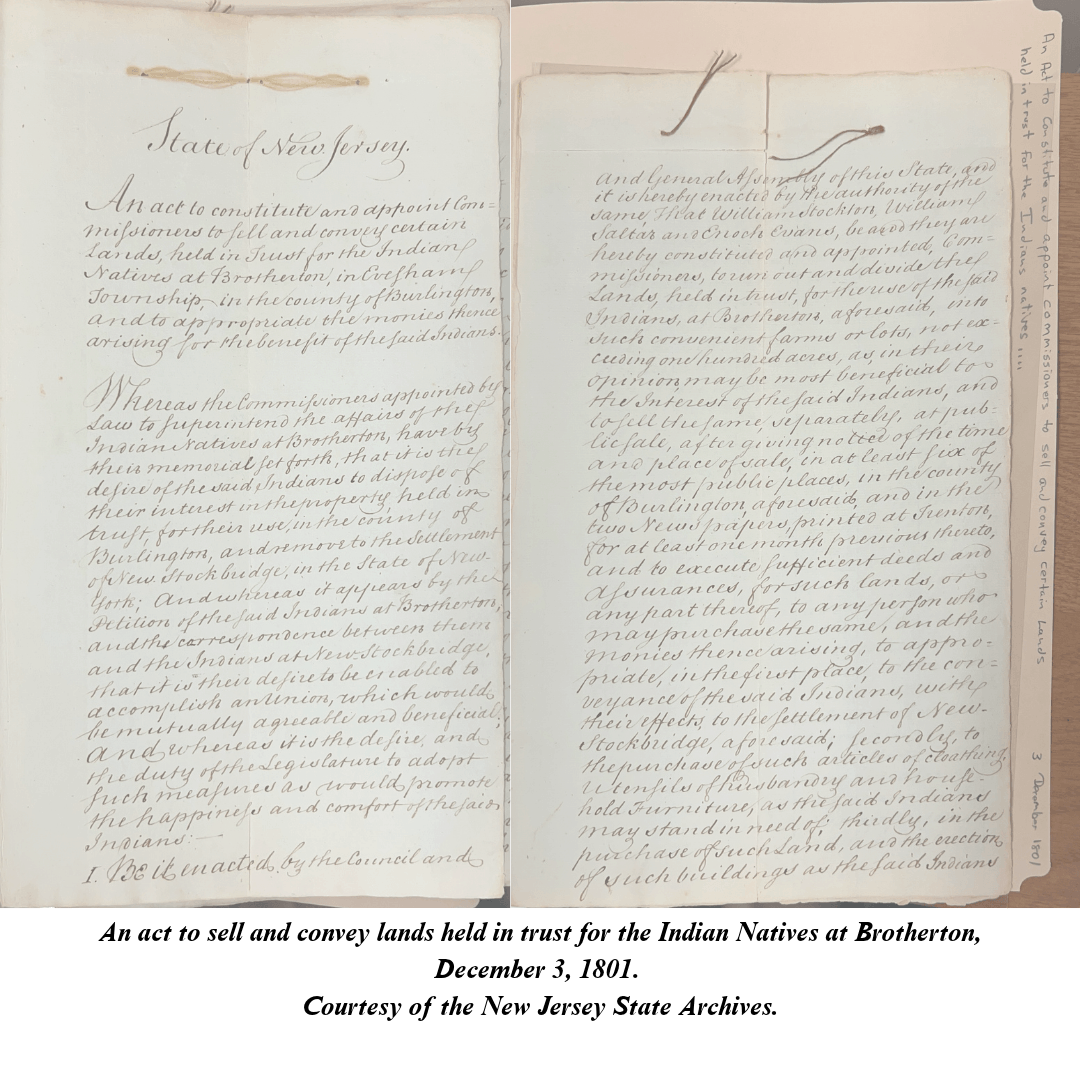 State of New Jersey.
An act to constitute and appoint Com=
missioners to sell and convey certain
Lands, held in Trust for the Indian
Natives at Brotherton, in Evesham
Township, in the county of Burlington,
and to appropriate the monies thence
arising for the benefit of the said Indians.
Whereas the Commissioners appointed by
Law to superintend the affairs of the
Indian Natives at Brotherton, have by
their memorial set forth, that it is the
desire of the said Indians to dispose of
their interest in the property held in
trust, for their use, in the county of
Burlington, and remove to the Settlement
of New Stockbridge, in the State of New-
York; And whereas it appears by the
Petition of the said Indians at Brotherton,
and the correspondence between them
and the Indians at New-Stockbridge,
that it is their desire to be enabled to
accomplish an Union, which would
be mutually agreeable and beneficial;
And whereas it is the desire, and
the duty of the Legislature to adopt
such measures as would promote
the happiness and comfort of the said
Indians:—
I. Be it enacted, by the Council and
and General Assembly of this State, and
it is hereby enacted by the authority of the
same That William Stockton, William
Saltar and Enoch Evans, be and they are
hereby constituted and appointed, Com=
missioners, to run out and divide the
Lands, held in trust, for the use of the said
Indians, at Brotherton, aforesaid, into
such convenient farms or lots, not ex=
ceeding one hundred acres, as, in their
opinion, may be most beneficial to
the Interest of the said Indians, and
to sell the same, separately, at pub-
lic sale, after giving notice of the time
and place of sale, in at least six of
the most public places, in the county
of Burlington, aforesaid, and in the
two News papers, printed at Trenton,
for at least one month previous thereto,
and to execute sufficient deeds and
assurances, for such lands, or
any part thereof, to any person who
may purchase the same, and the
monies thence arising, to appro-
priate, in the first place, to the con=
veyance of the said Indians, with
their effects, to the settlement of New-
Stockbridge, aforesaid; secondly, to
the purchase of such articles of cloathing,
utensils of husbandry and house-
hold Furniture, as the said Indians
may stand in need of; thirdly, in the
purchase of such Land, and the erection
of such buildings as the said Indians
An Act to Constitute and appoint Commissioners to sell and convey certain Lands 3 December 1801
held in trust for the Indians natives ....
An act to sell and convey lands held in trust for the Indian Natives at Brotherton,
December 3, 1801.
Courtesy of the New Jersey State Archives.